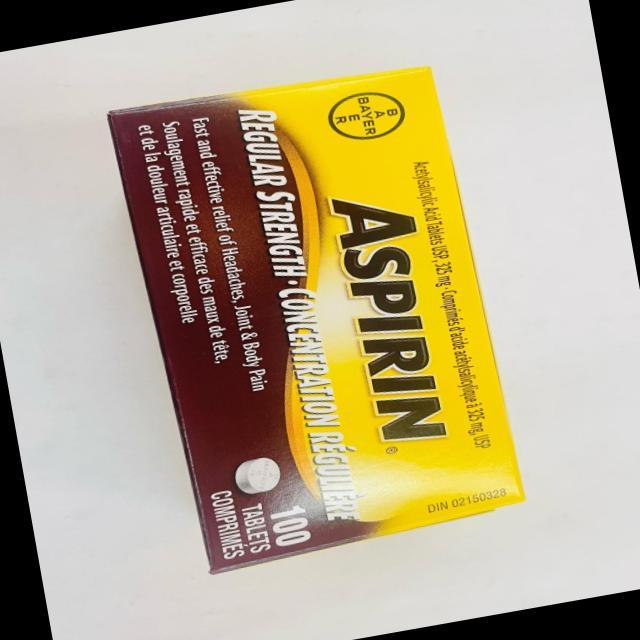 BAYER
BAYER
Acetylsalicylic Acid Tablets USP, 325 mg · Comprimés d'acide acétylsalicylique à 325 mg, USP
ASPIRIN®
REGULAR STRENGTH · CONCENTRATION RÉGULIÈRE
Fast and effective relief of Headaches, Joint & Body Pain
Soulagement rapide et efficace des maux de tête,
et de la douleur articulaire et corporelle
100
TABLETS
COMPRIMÉS
DIN 02150328